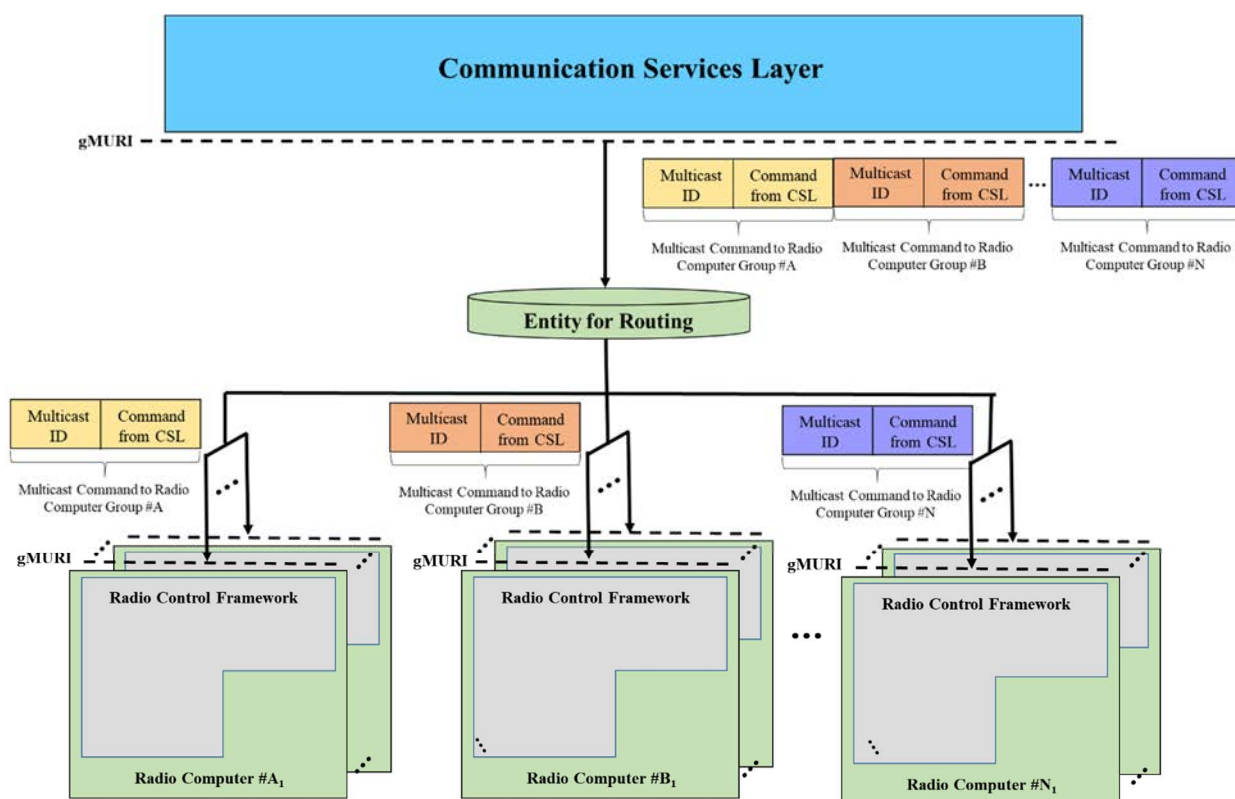 Communication Services Layer
gMURI
Multicast
ID
Command
from CSL
Multicast
ID
Command
from CSL
...
Multicast
ID
Command
from CSL
Multicast Command to Radio
Computer Group #A
Multicast Command to Radio
Computer Group #B
Multicast Command to Radio
Computer Group #N
Entity for Routing
Multicast
ID
Command
from CSL
Multicast Command to Radio
Computer Group #A
Multicast
ID
Command
from CSL
Multicast Command to Radio
Computer Group #B
Multicast
ID
Command
from CSL
Multicast Command to Radio
Computer Group #N
gMURI
gMURI
gMURI
Radio Control Framework
Radio Control Framework
Radio Control Framework
...
Radio Computer #A₁
Radio Computer #B₁
Radio Computer #N₁